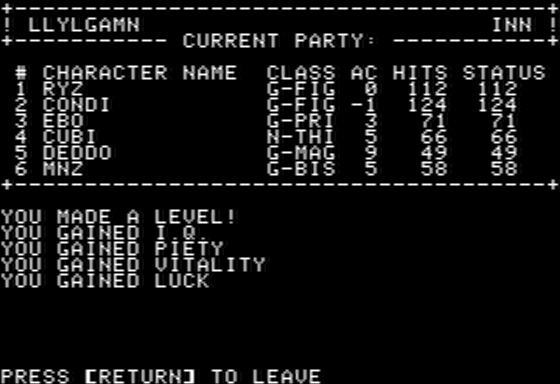 ! LLYLGAMN INN !
+----------- CURRENT PARTY: -----------+
# CHARACTER NAME CLASS AC HITS STATUS
1 RYZ G-FIG 0 112 112
2 CONDI G-FIG -1 124 124
3 EBO G-PRI 3 71 71
4 CUBI N-THI 5 66 66
5 DEDDO G-MAG 9 49 49
6 MNZ G-BIS 5 58 58
YOU MADE A LEVEL!
YOU GAINED I.Q.
YOU GAINED PIETY
YOU GAINED VITALITY
YOU GAINED LUCK
PRESS [RETURN] TO LEAVE